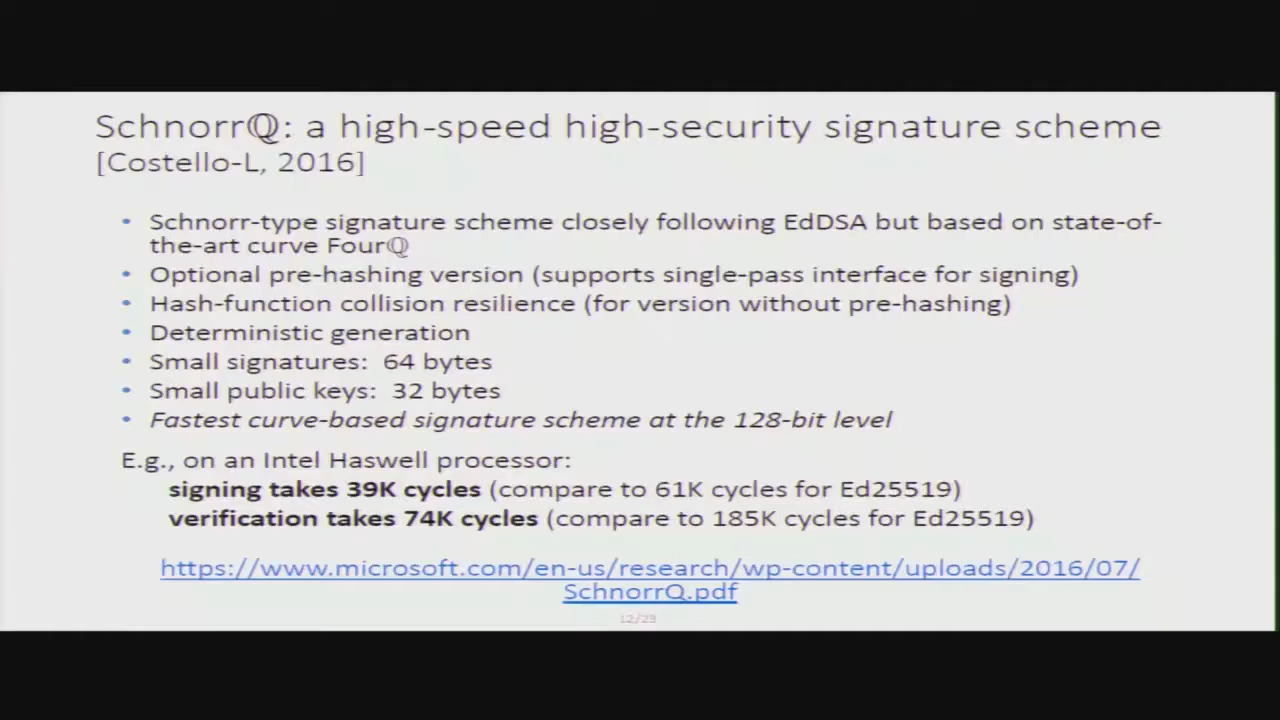 Schnorrℚ: a high-speed high-security signature scheme
[Costello-L, 2016]
• Schnorr-type signature scheme closely following EdDSA but based on state-of-
the-art curve Fourℚ
• Optional pre-hashing version (supports single-pass interface for signing)
• Hash-function collision resilience (for version without pre-hashing)
• Deterministic generation
• Small signatures: 64 bytes
• Small public keys: 32 bytes
• Fastest curve-based signature scheme at the 128-bit level
E.g., on an Intel Haswell processor:
signing takes 39K cycles (compare to 61K cycles for Ed25519)
verification takes 74K cycles (compare to 185K cycles for Ed25519)
https://www.microsoft.com/en-us/research/wp-content/uploads/2016/07/
SchnorrQ.pdf
12/23